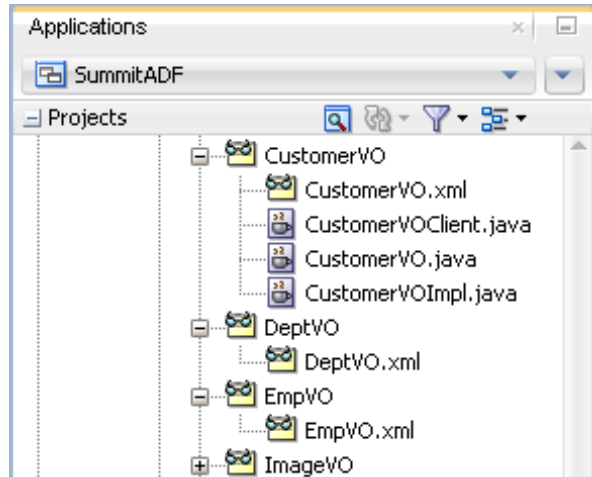 Applications
SummitADF
Projects
CustomerVO
CustomerVO.xml
CustomerVOClient.java
CustomerVO.java
CustomerVOImpl.java
DeptVO
DeptVO.xml
EmpVO
EmpVO.xml
ImageVO